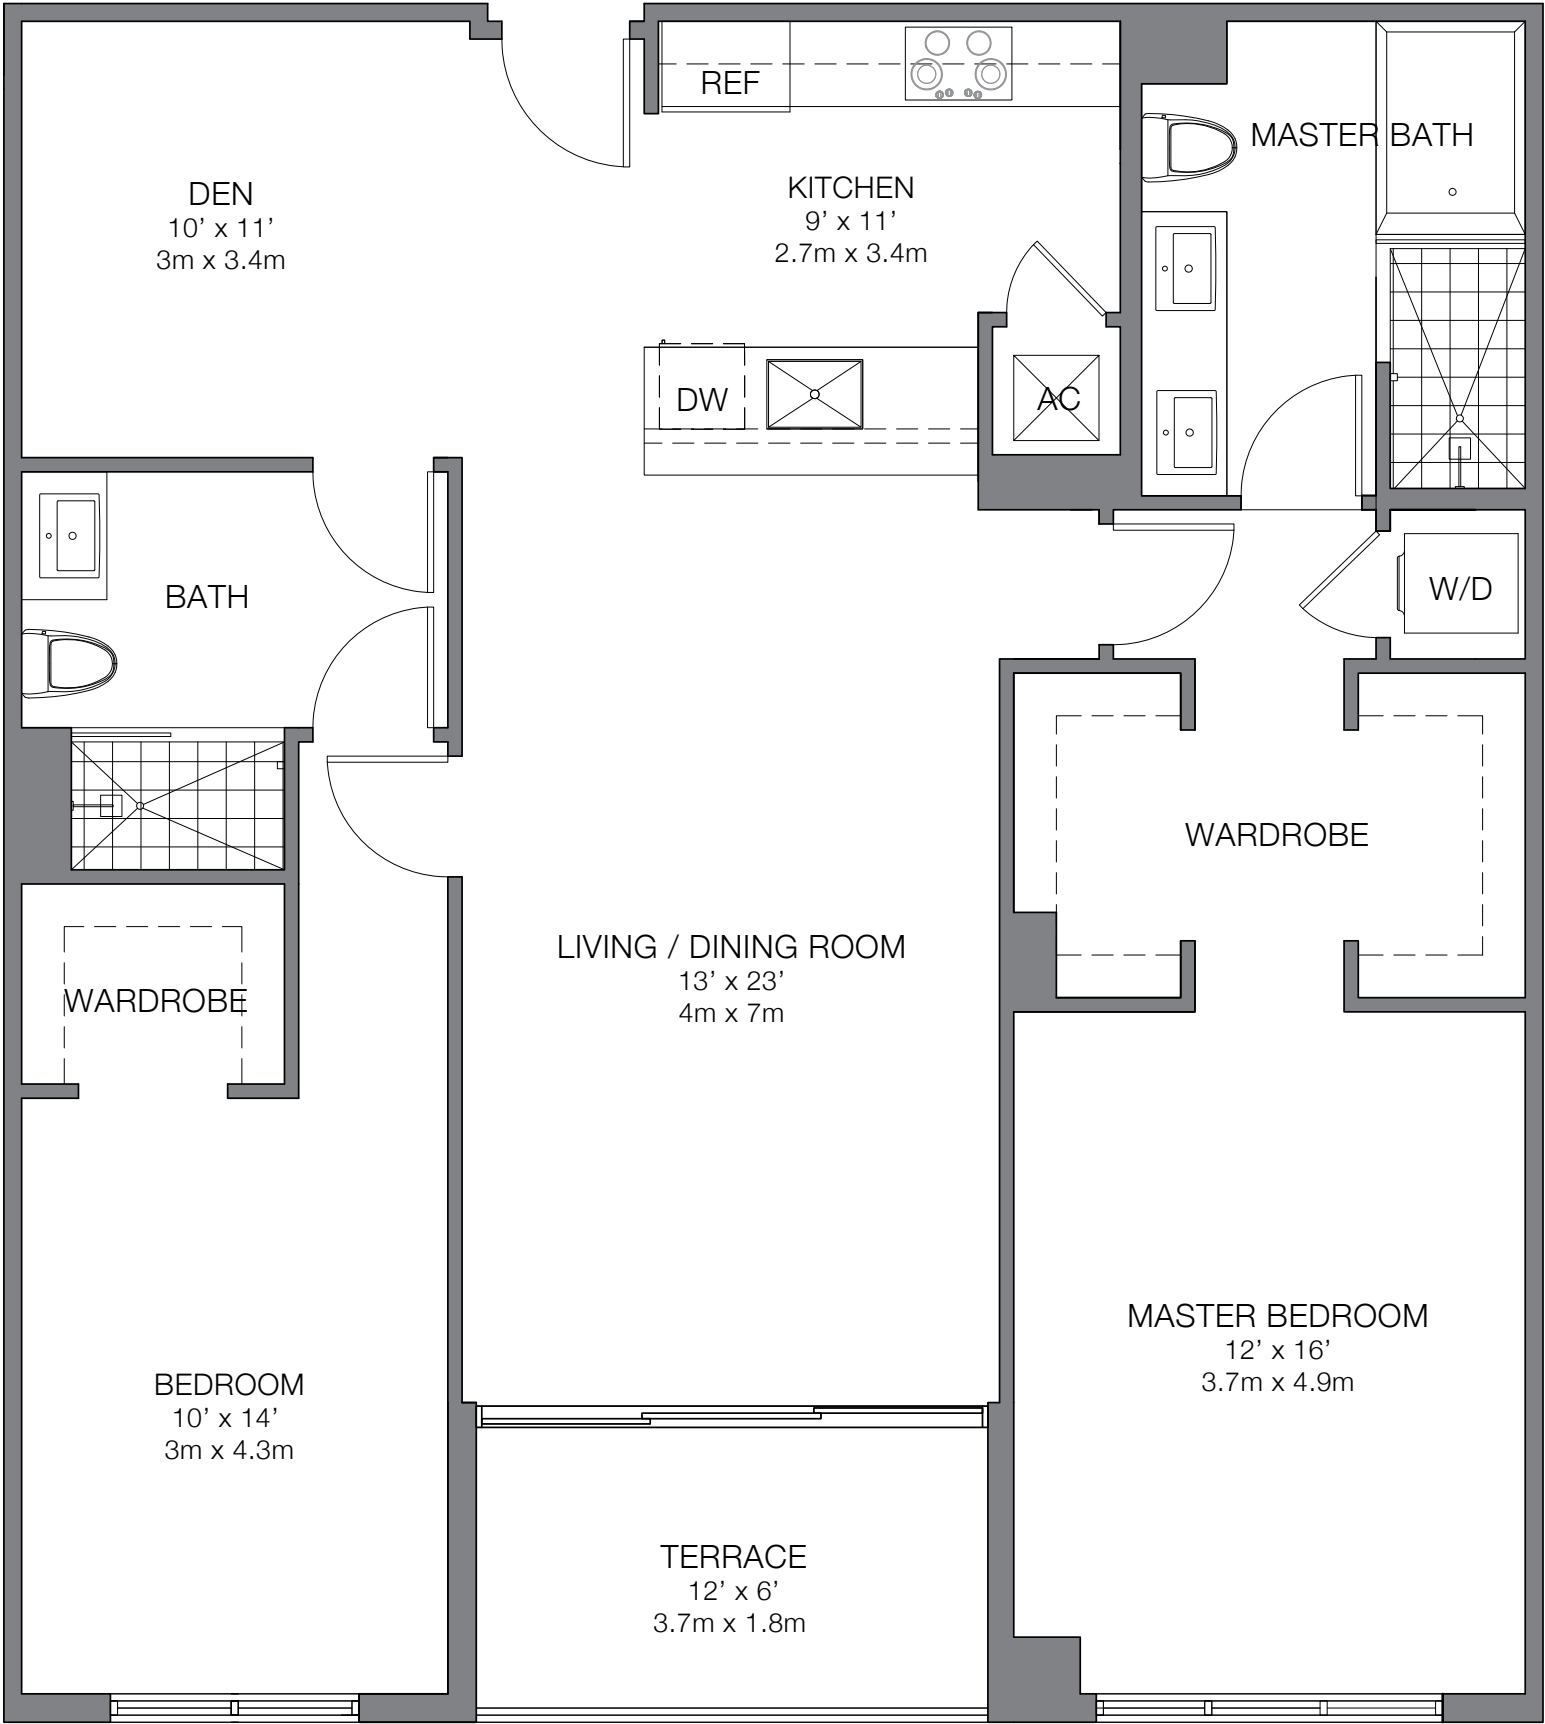 REF
MASTER BATH
DEN
10’ x 11’
3m x 3.4m
KITCHEN
9’ x 11’
2.7m x 3.4m
DW
AC
BATH
W/D
WARDROBE
LIVING / DINING ROOM
13’ x 23’
4m x 7m
WARDROBE
MASTER BEDROOM
12’ x 16’
3.7m x 4.9m
BEDROOM
10’ x 14’
3m x 4.3m
TERRACE
12’ x 6’
3.7m x 1.8m